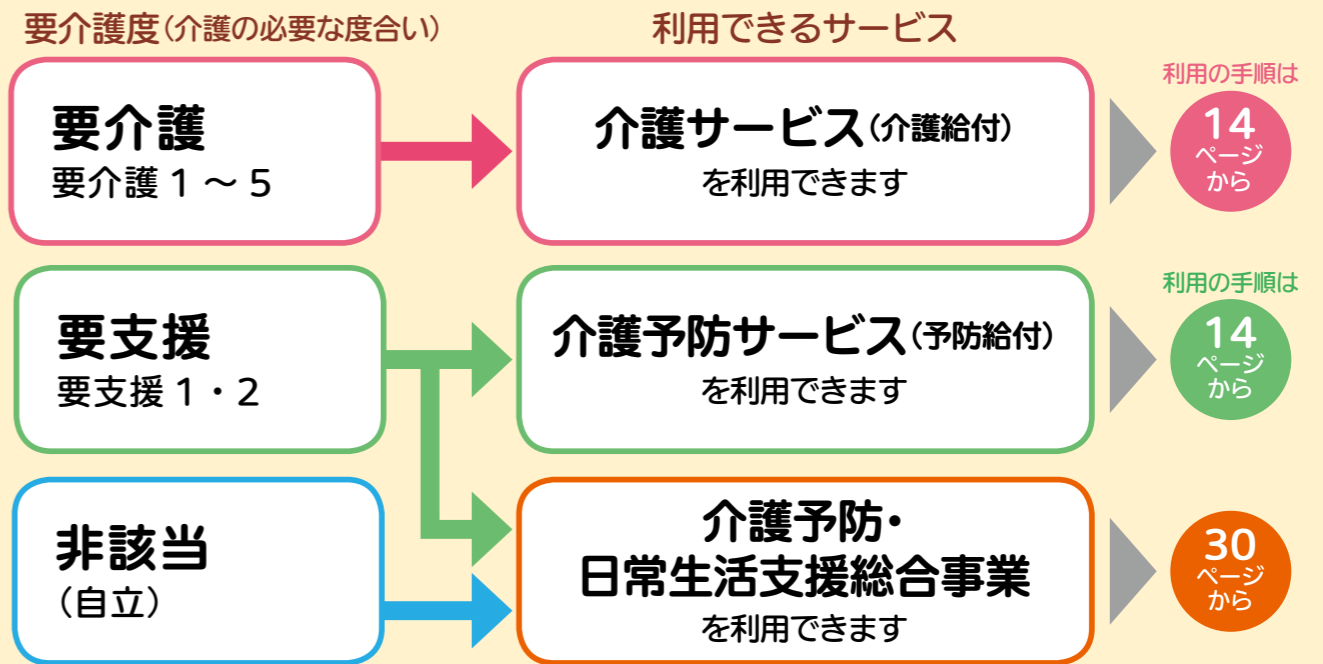 要介護度(介護の必要な度合い)
利用できるサービス
要介護
要介護1~5
介護サービス(介護給付)
を利用できます
利用の手順は
14
ページ
から
要支援
要支援1・2
介護予防サービス(予防給付)
を利用できます
利用の手順は
14
ページ
から
非該当
(自立)
介護予防・
日常生活支援総合事業
を利用できます
30
ページ
から